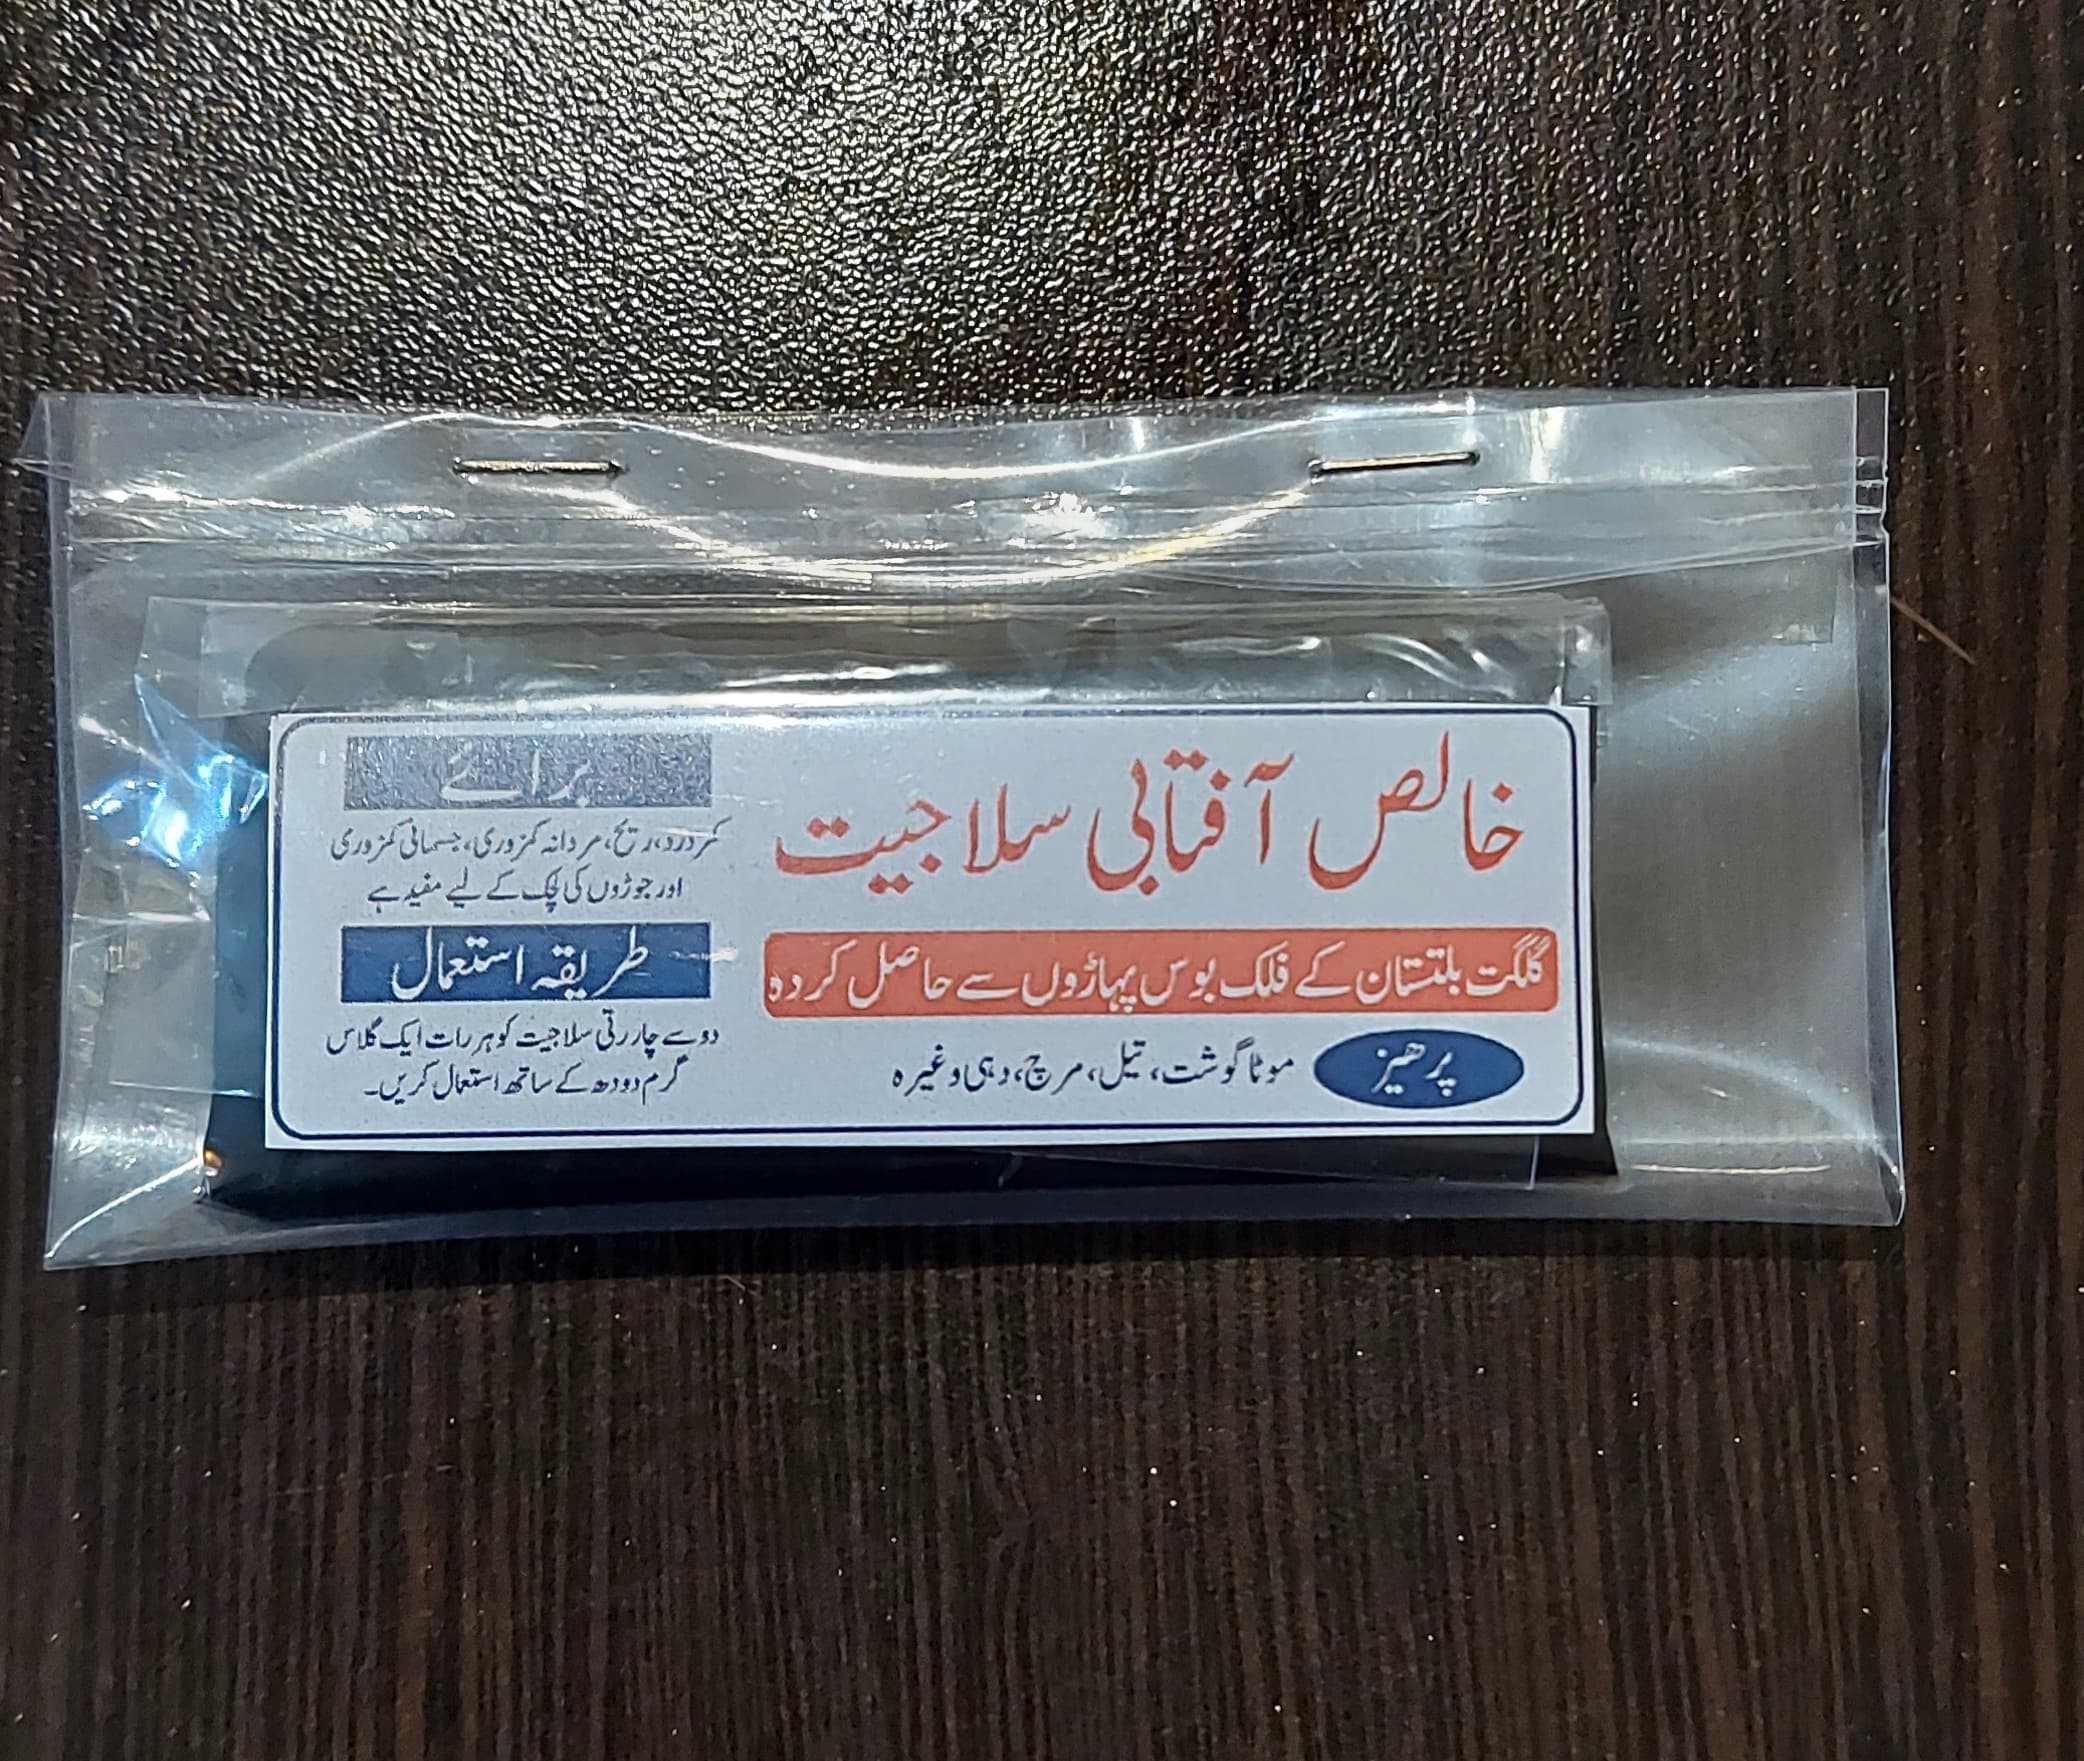 خالص آفتابی سلاجیت
گلگت بلتستان کے فلک بوس پہاڑوں سے حاصل کردہ
پرھیز
موٹا گوشت، تیل، مرچ، دہی وغیرہ
برائے
کمر درد، ریح، مردانہ کمزوری، جسمانی کمزوری
اور جوڑوں کی لچک کے لیے مفید ہے
طریقہ استعمال
دو سے چار رتی سلاجیت کو ہر رات ایک گلاس
گرم دودھ کے ساتھ استعمال کریں۔